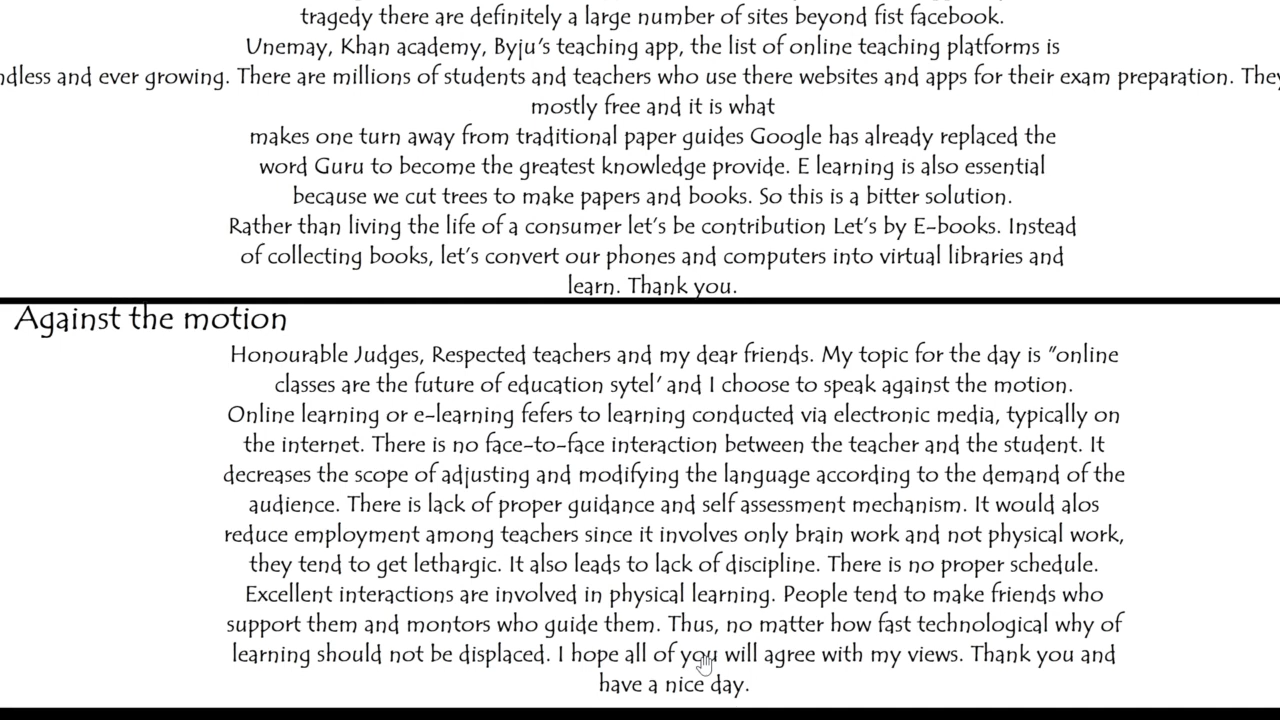 tragedy there are definitely a large number of sites beyond fist facebook.
Unemay, Khan academy, Byju's teaching app, the list of online teaching platforms is
ndless and ever growing. There are millions of students and teachers who use there websites and apps for their exam preparation. They
mostly free and it is what
makes one turn away from traditional paper guides Google has already replaced the
word Guru to become the greatest knowledge provide. E learning is also essential
because we cut trees to make papers and books. So this is a bitter solution.
Rather than living the life of a consumer let's be contribution Let's by E-books. Instead
of collecting books, let's convert our phones and computers into virtual libraries and
learn. Thank you.
Against the motion
Honourable Judges, Respected teachers and my dear friends. My topic for the day is "online
classes are the future of education sytel' and I choose to speak against the motion.
Online learning or e-learning fefers to learning conducted via electronic media, typically on
the internet. There is no face-to-face interaction between the teacher and the student. It
decreases the scope of adjusting and modifying the language according to the demand of the
audience. There is lack of proper guidance and self assessment mechanism. It would alos
reduce employment among teachers since it involves only brain work and not physical work,
they tend to get lethargic. It also leads to lack of discipline. There is no proper schedule.
Excellent interactions are involved in physical learning. People tend to make friends who
support them and montors who guide them. Thus, no matter how fast technological why of
learning should not be displaced. I hope all of you will agree with my views. Thank you and
have a nice day.